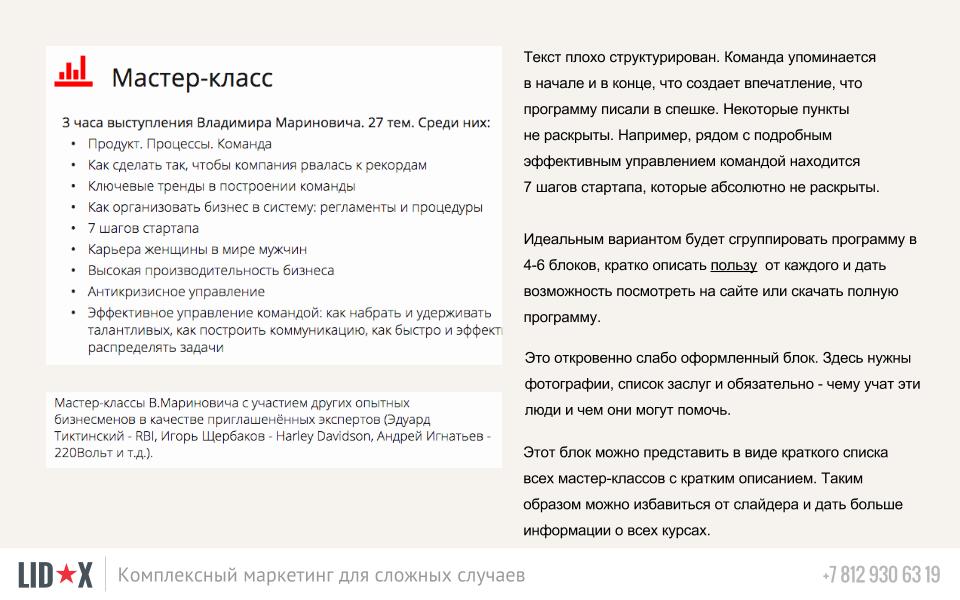 Мастер-класс
3 часа выступления Владимира Мариновича. 27 тем. Среди них:
• Продукт. Процессы. Команда
• Как сделать так, чтобы компания рвалась к рекордам
• Ключевые тренды в построении команды
• Как организовать бизнес в систему: регламенты и процедуры
• 7 шагов стартапа
• Карьера женщины в мире мужчин
• Высокая производительность бизнеса
• Антикризисное управление
• Эффективное управление командой: как набрать и удерживать
талантливых, как построить коммуникацию, как быстро и эффект
распределять задачи
Мастер-классы В.Мариновича с участием других опытных
бизнесменов в качестве приглашённых экспертов (Эдуард
Тиктинский - RBI, Игорь Щербаков - Harley Davidson, Андрей Игнатьев -
220Вольт и т.д.).
Текст плохо структурирован. Команда упоминается
в начале и в конце, что создает впечатление, что
программу писали в спешке. Некоторые пункты
не раскрыты. Например, рядом с подробным
эффективным управлением командой находится
7 шагов стартапа, которые абсолютно не раскрыты.
Идеальным вариантом будет сгруппировать программу в
4-6 блоков, кратко описать пользу от каждого и дать
возможность посмотреть на сайте или скачать полную
программу.
Это откровенно слабо оформленный блок. Здесь нужны
фотографии, список заслуг и обязательно - чему учат эти
люди и чем они могут помочь.
Этот блок можно представить в виде краткого списка
всех мастер-классов с кратким описанием. Таким
образом можно избавиться от слайдера и дать больше
информации о всех курсах.
LID★X
Комплексный маркетинг для сложных случаев
+7 812 930 63 19